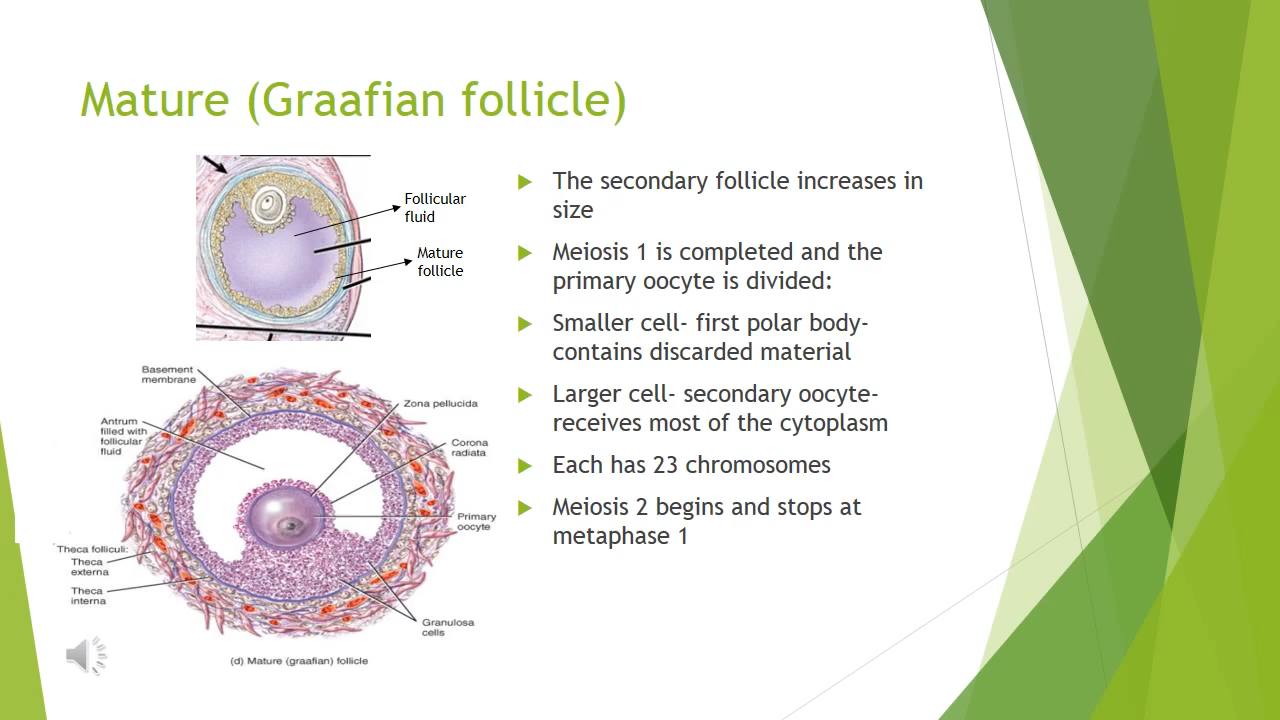 Mature (Graafian follicle)
Follicular
fluid
Mature
follicle
The secondary follicle increases in
size
Meiosis 1 is completed and the
primary oocyte is divided:
Smaller cell- first polar body-
contains discarded material
Larger cell- secondary oocyte-
receives most of the cytoplasm
Each has 23 chromosomes
Meiosis 2 begins and stops at
metaphase 1
Basement
membrane
Antrum
filled with
follicular
fluid
Zona pellucida
Corona
radiata
Primary
oocyte
Theca folliculi:
Theca
externa
Theca
interna
Granulosa
cells
(d) Mature (graafian) follicle